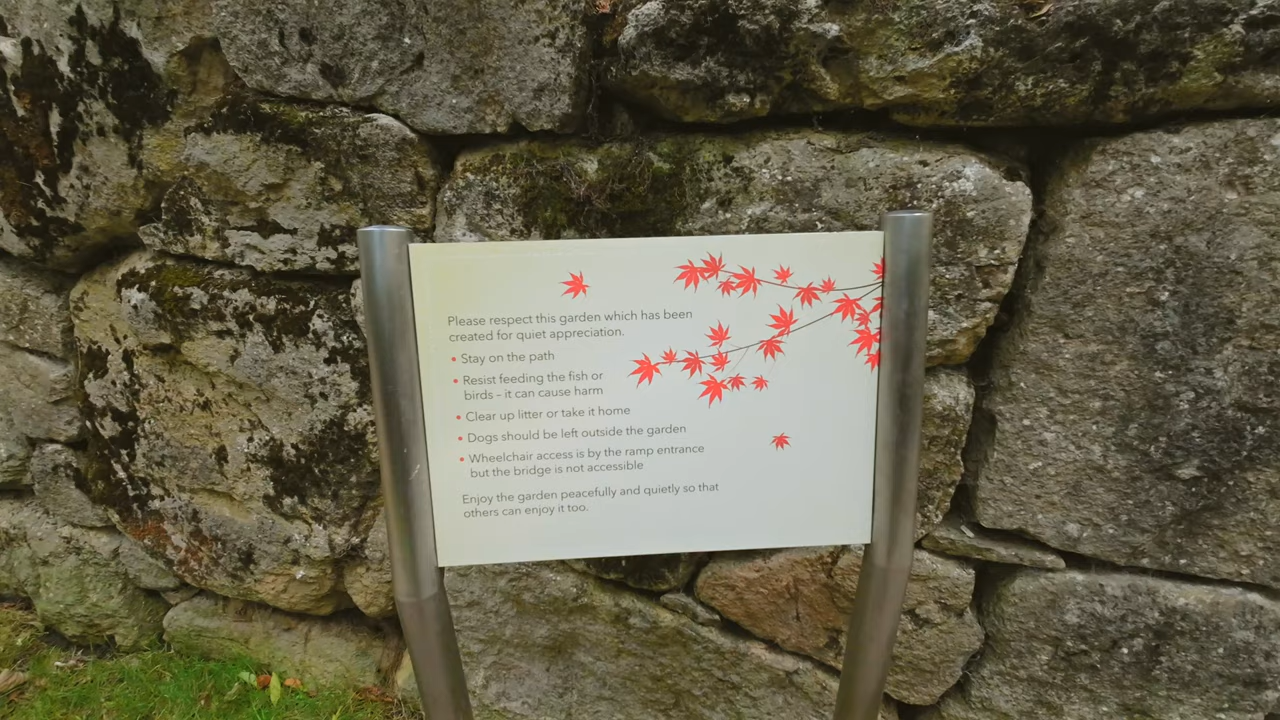 Please respect this garden which has been
created for quiet appreciation.
• Stay on the path
• Resist feeding the fish or
birds – it can cause harm
• Clear up litter or take it home
• Dogs should be left outside the garden
• Wheelchair access is by the ramp entrance
but the bridge is not accessible
Enjoy the garden peacefully and quietly so that
others can enjoy it too.